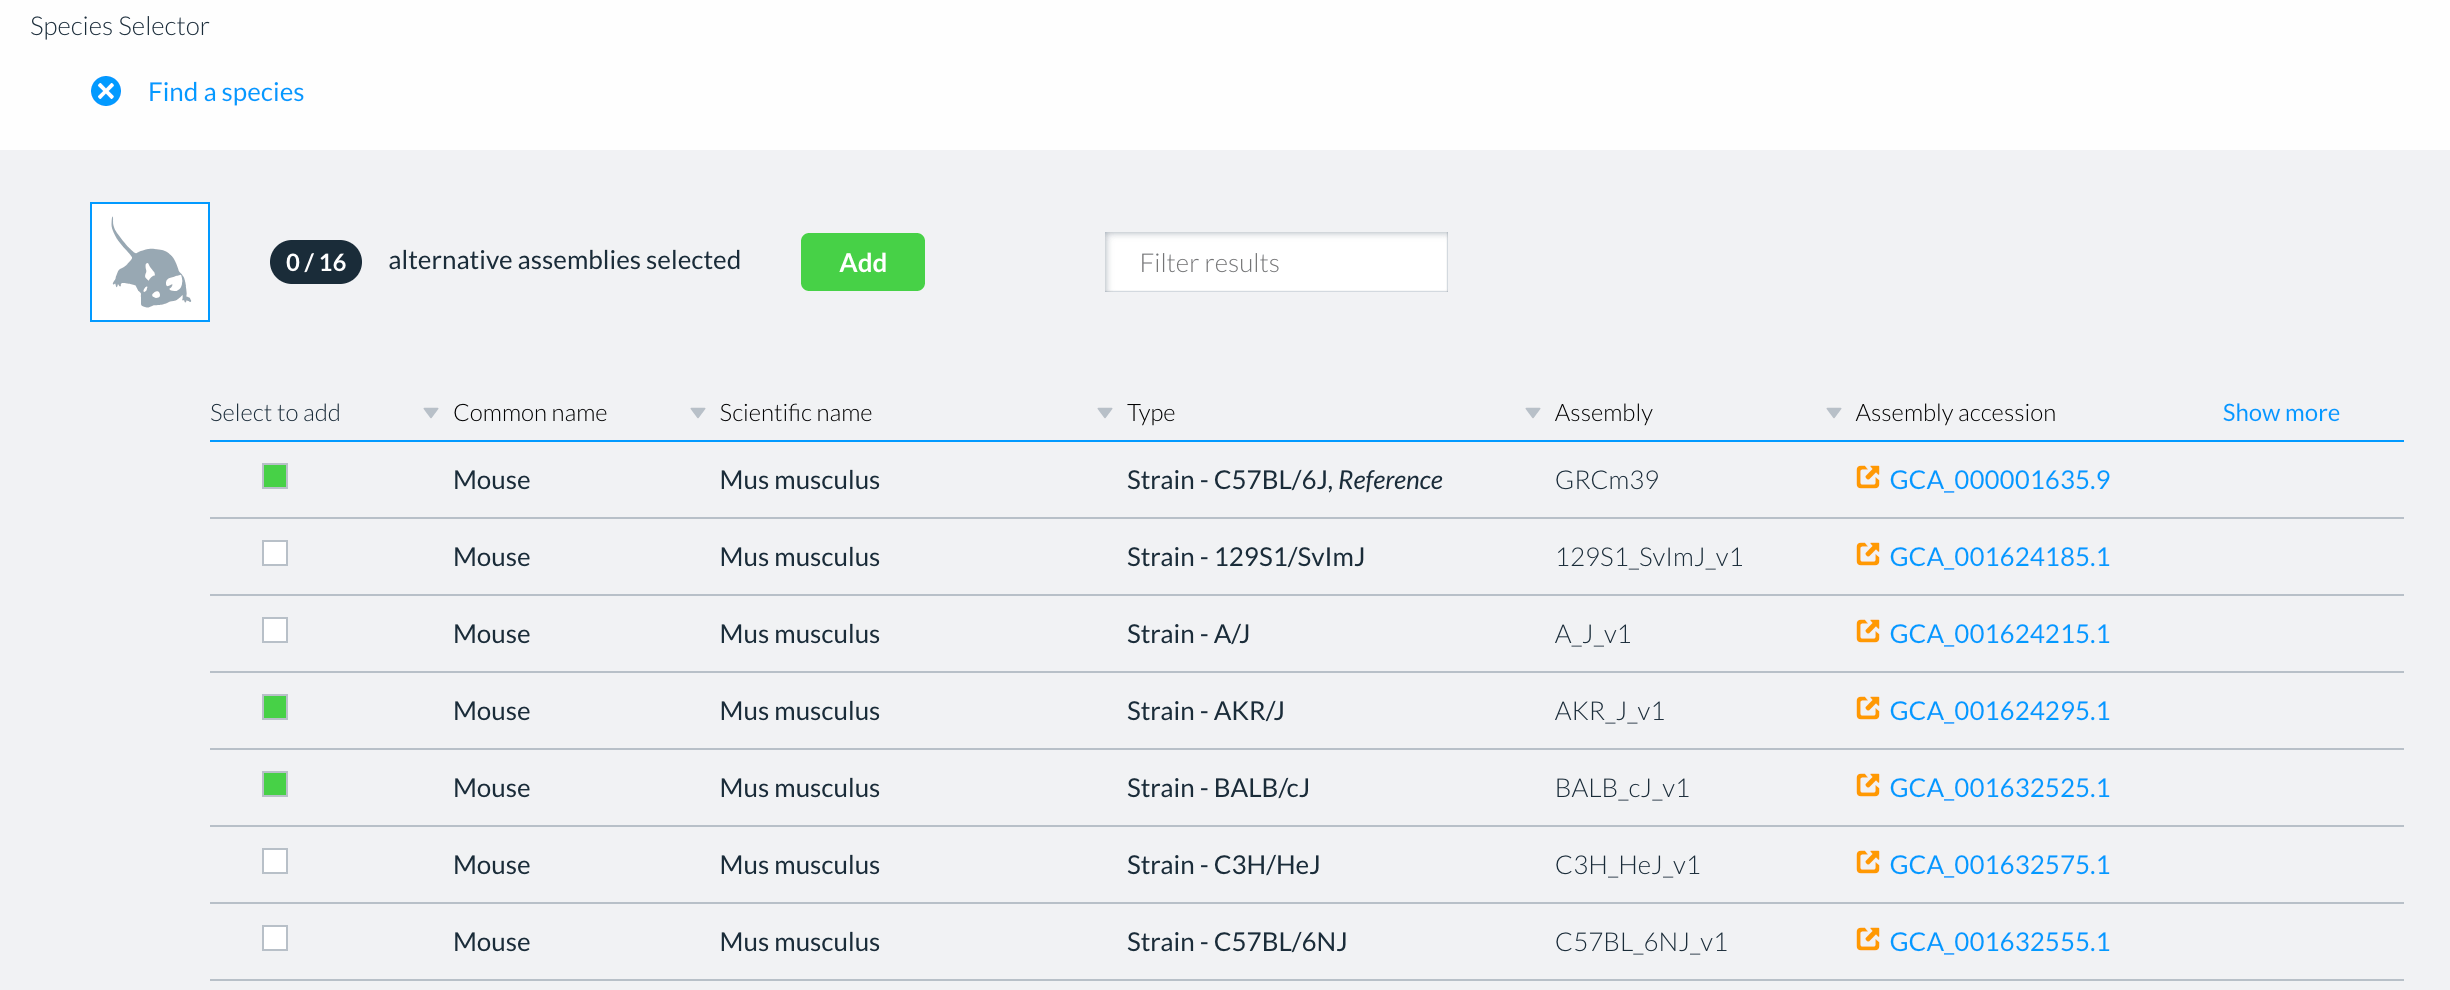 Species Selector
Find a species
0 / 16 alternative assemblies selected Add Filter results
Select to add Common name Scientific name Type Assembly Assembly accession Show more
Mouse Mus musculus Strain - C57BL/6J, Reference GRCm39 GCA_000001635.9
Mouse Mus musculus Strain - 129S1/SvImJ 129S1_SvImJ_v1 GCA_001624185.1
Mouse Mus musculus Strain - A/J A_J_v1 GCA_001624215.1
Mouse Mus musculus Strain - AKR/J AKR_J_v1 GCA_001624295.1
Mouse Mus musculus Strain - BALB/cJ BALB_cJ_v1 GCA_001632525.1
Mouse Mus musculus Strain - C3H/HeJ C3H_HeJ_v1 GCA_001632575.1
Mouse Mus musculus Strain - C57BL/6NJ C57BL_6NJ_v1 GCA_001632555.1